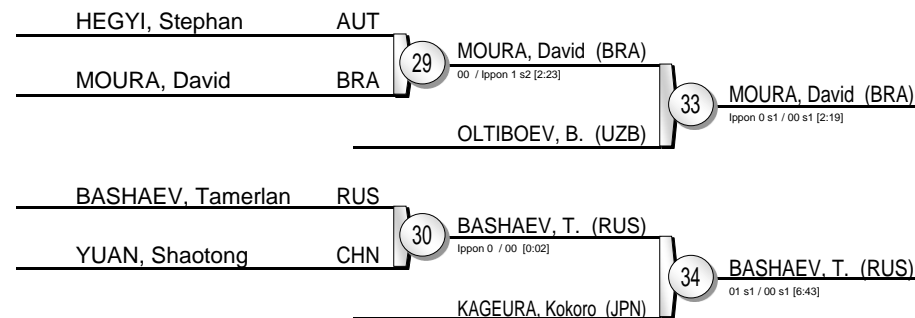 HEGYI, Stephan AUT
MOURA, David BRA
29
MOURA, David (BRA)
00 / Ippon 1 s2 [2:23]
OLTIBOEV, B. (UZB)
33
MOURA, David (BRA)
Ippon 0 s1 / 00 s1 [2:19]
BASHAEV, Tamerlan RUS
YUAN, Shaotong CHN
30
BASHAEV, T. (RUS)
Ippon 0 / 00 [0:02]
KAGEURA, Kokoro (JPN)
34
BASHAEV, T. (RUS)
01 s1 / 00 s1 [6:43]